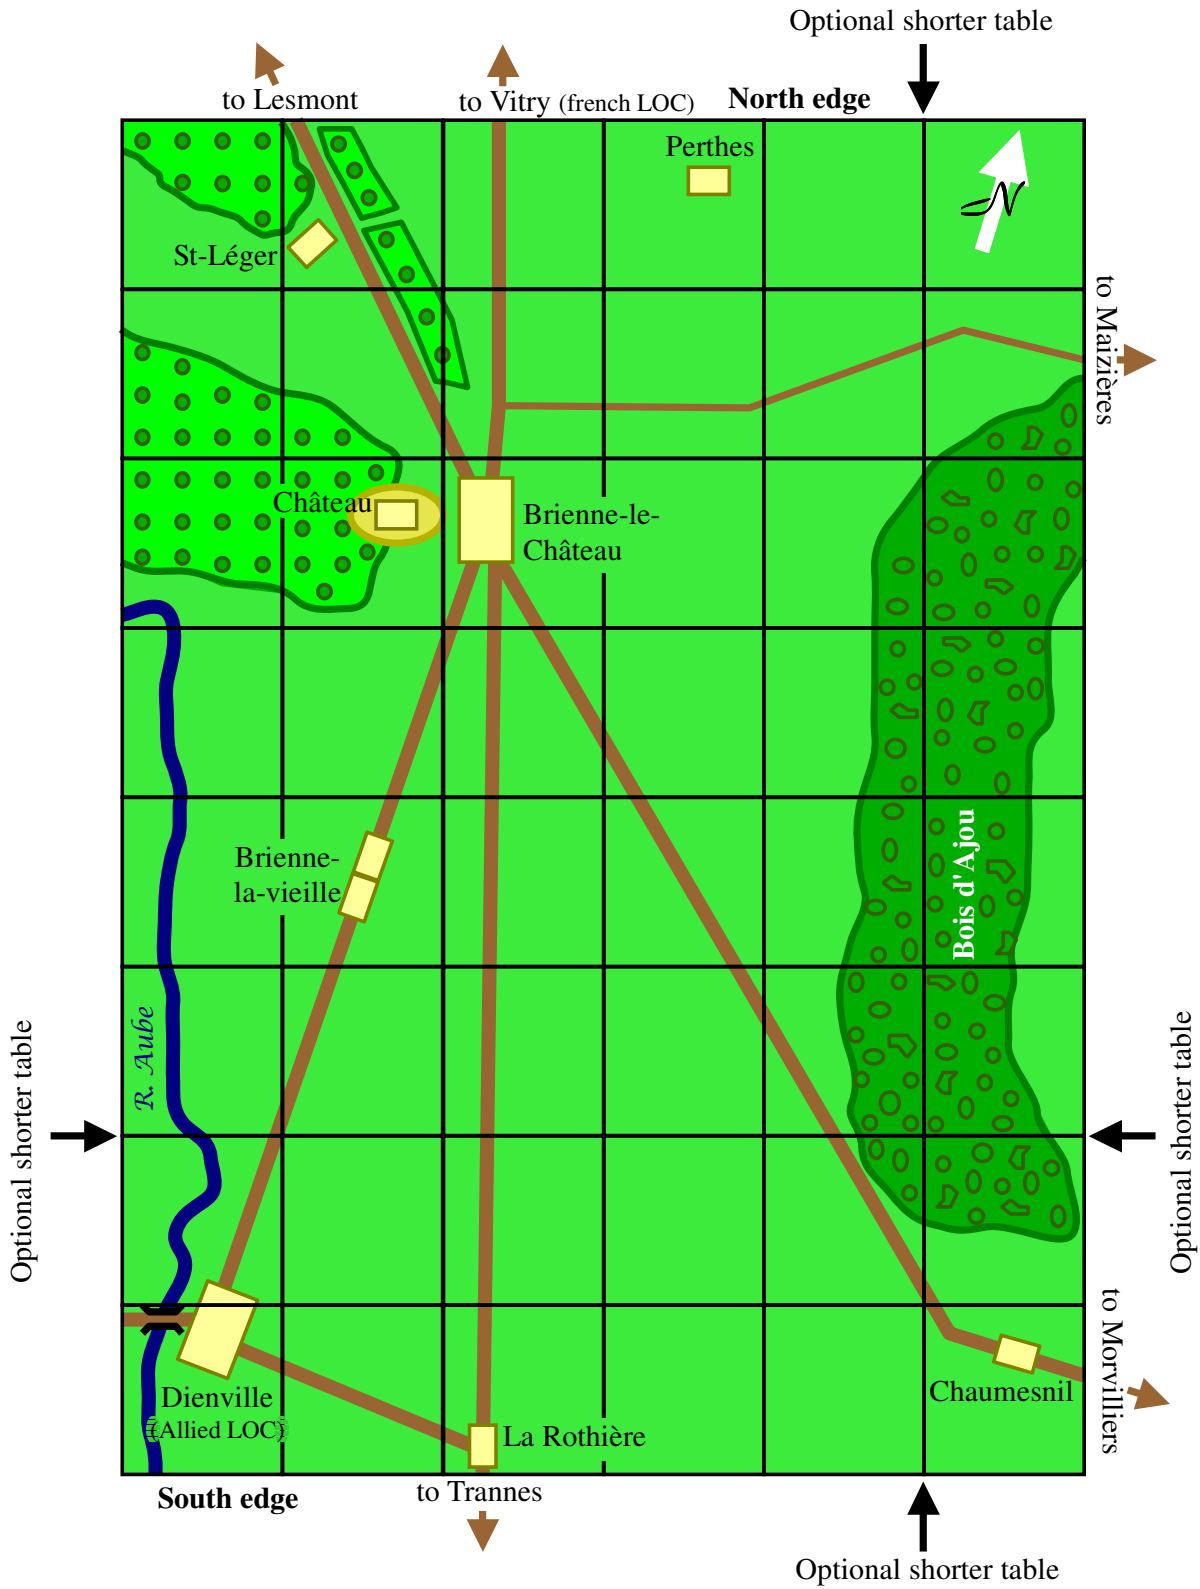 Optional shorter table
to Lesmont
to Vitry (french LOC)
North edge
Perthes
N
St-Léger
to Maizières
Château
Brienne-le-
Château
Brienne-
la-vieille
Bois d'Ajou
R. Aube
Optional shorter table
Optional shorter table
to Morvilliers
Dienville
(Allied LOC)
Chaumesnil
La Rothière
South edge
to Trannes
Optional shorter table